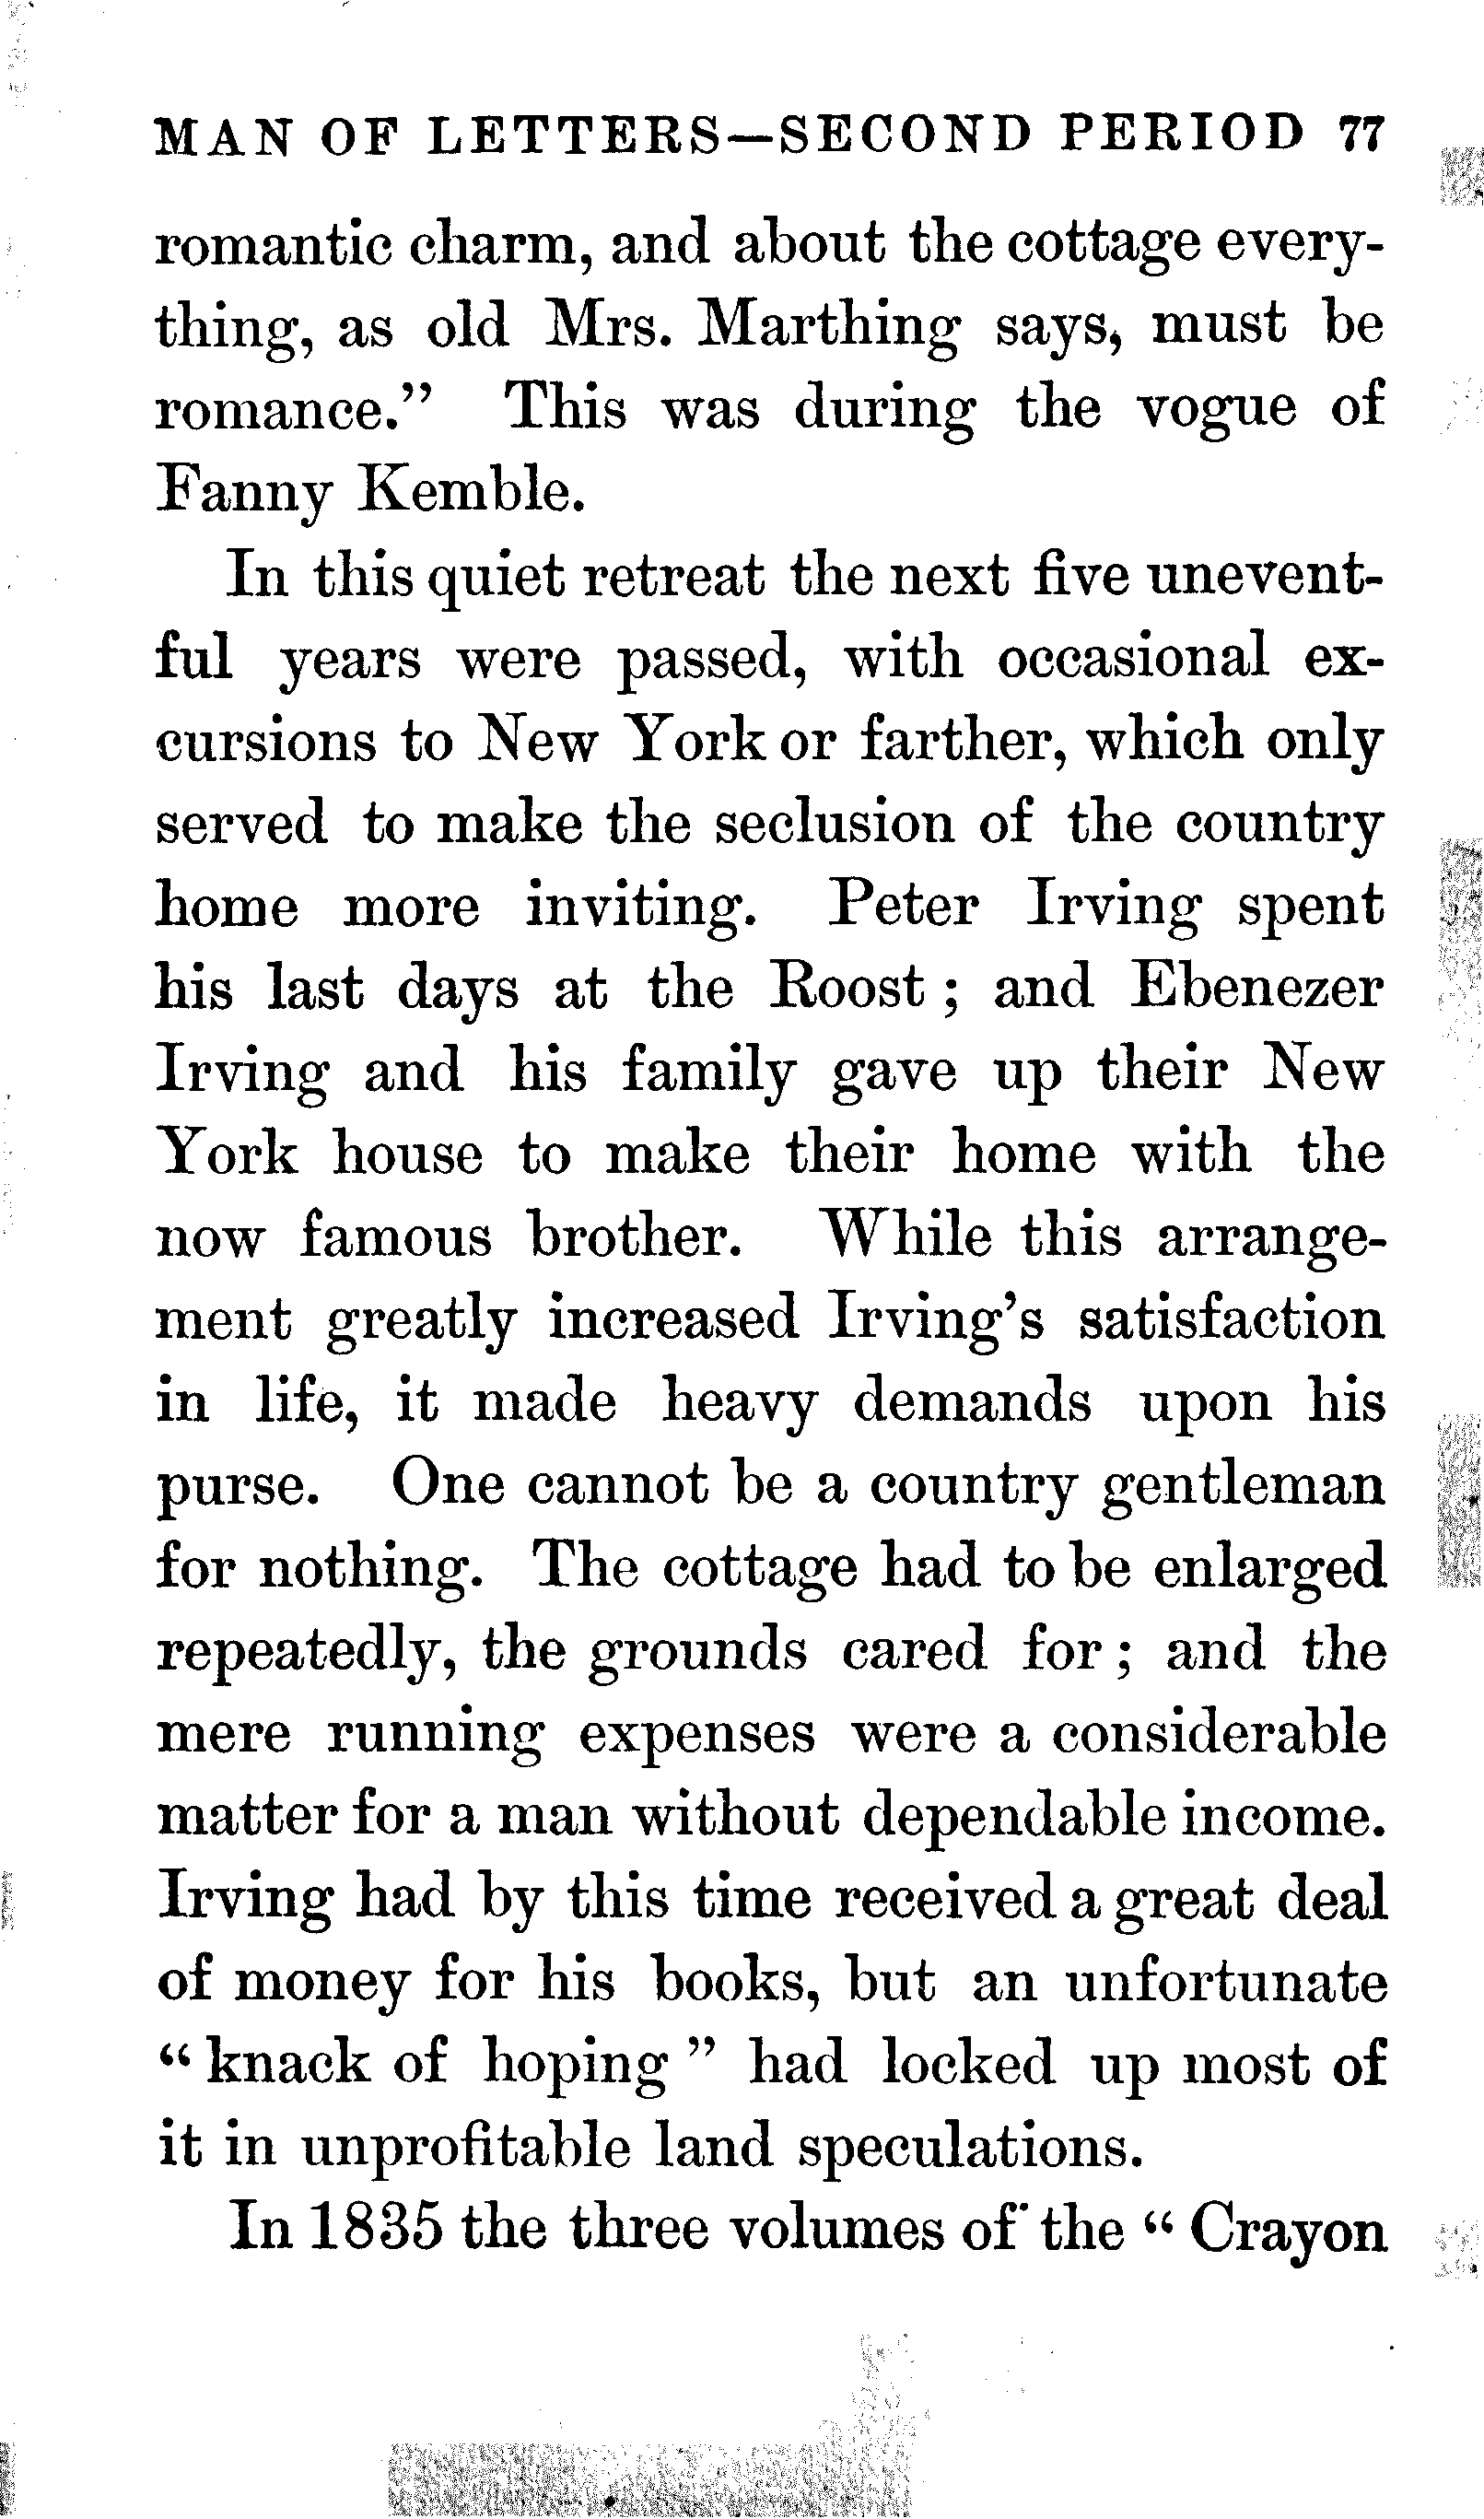 MAN OF LETTERS—SECOND PERIOD 77
romantic charm, and about the cottage every-
thing, as old Mrs. Marthing says, must be
romance.” This was during the vogue of
Fanny Kemble.
In this quiet retreat the next five unevent-
ful years were passed, with occasional ex-
cursions to New York or farther, which only
served to make the seclusion of the country
home more inviting. Peter Irving spent
his last days at the Roost ; and Ebenezer
Irving and his family gave up their New
York house to make their home with the
now famous brother. While this arrange-
ment greatly increased Irving’s satisfaction
in life, it made heavy demands upon his
purse. One cannot be a country gentleman
for nothing. The cottage had to be enlarged
repeatedly, the grounds cared for ; and the
mere running expenses were a considerable
matter for a man without dependable income.
Irving had by this time received a great deal
of money for his books, but an unfortunate
“ knack of hoping ” had locked up most of
it in unprofitable land speculations.
In 1835 the three volumes of the “ Crayon